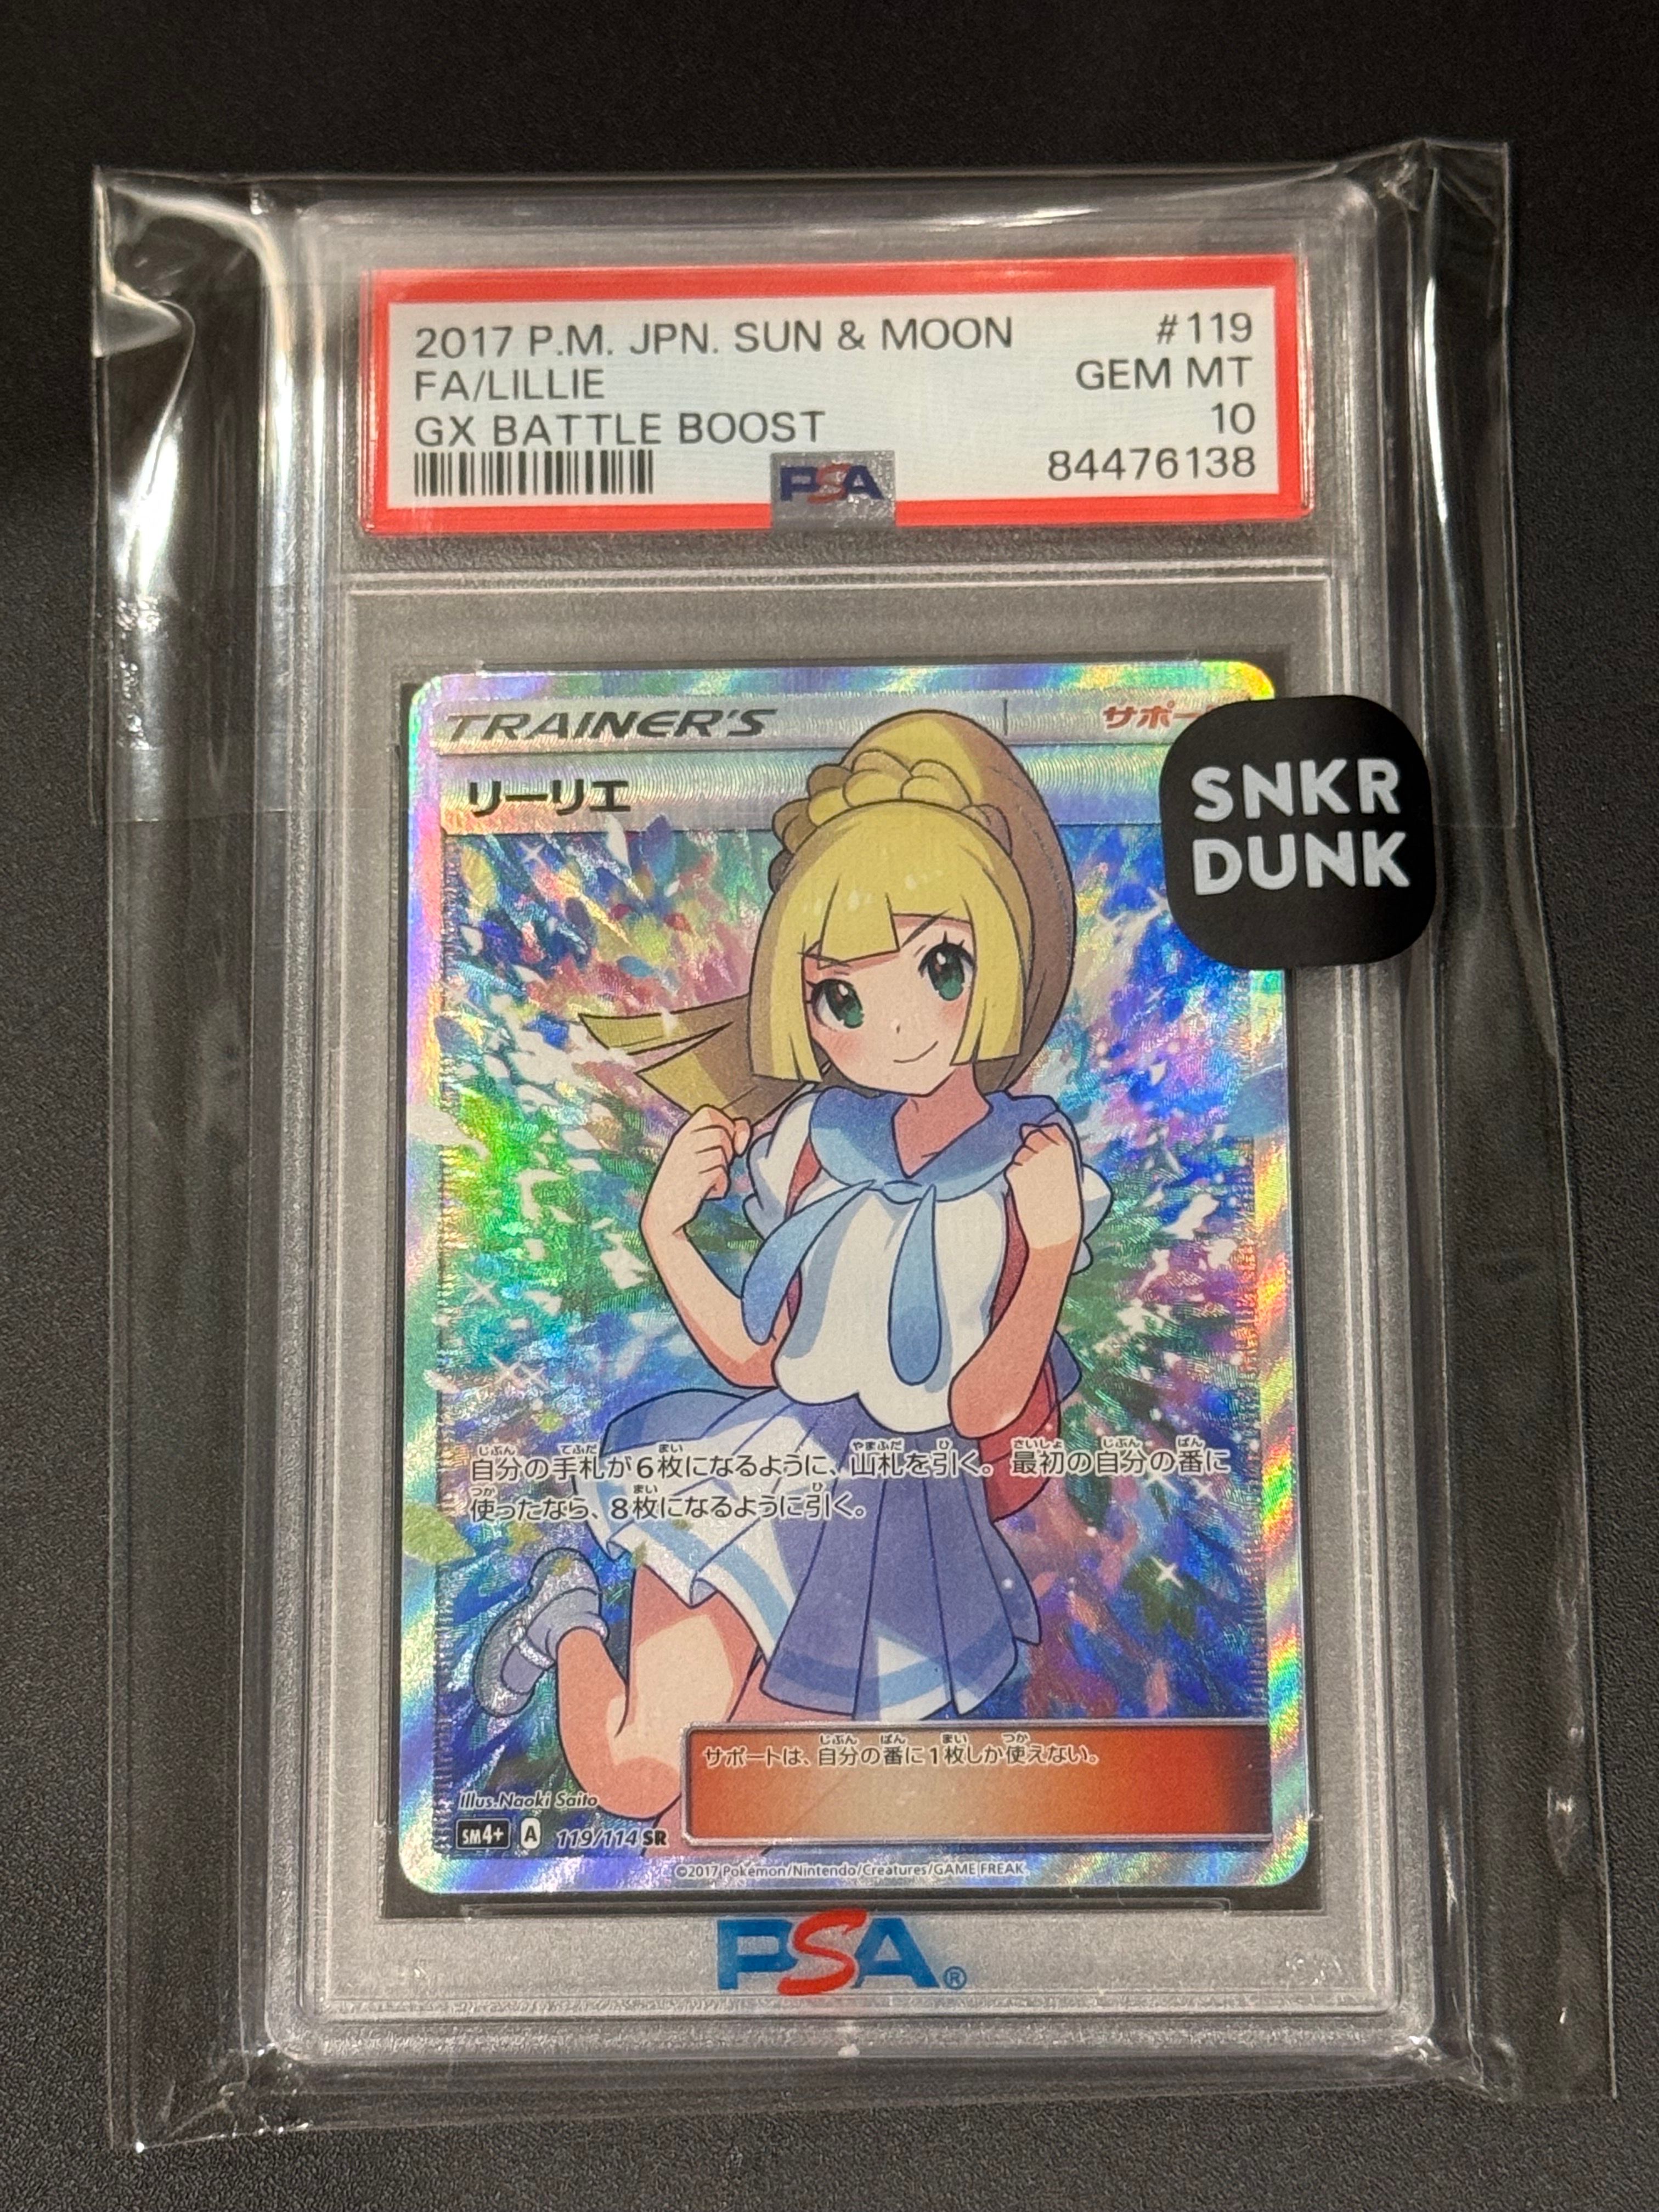 2017 P.M. JPN. SUN & MOON #119
FA/LILLIE GEM MT
GX BATTLE BOOST 10
PSA 84476138
TRAINER'S サポー
リーリエ
SNKR
DUNK
自分の手札が6枚になるように、山札を引く。最初の自分の番に
使ったなら、8枚になるように引く。
サポートは、自分の番に1枚しか使えない。
Illus. Naoki Saito
SM4+ A 119/114 SR
©2017 Pokémon/Nintendo/Creatures/GAME FREAK.
PSA®